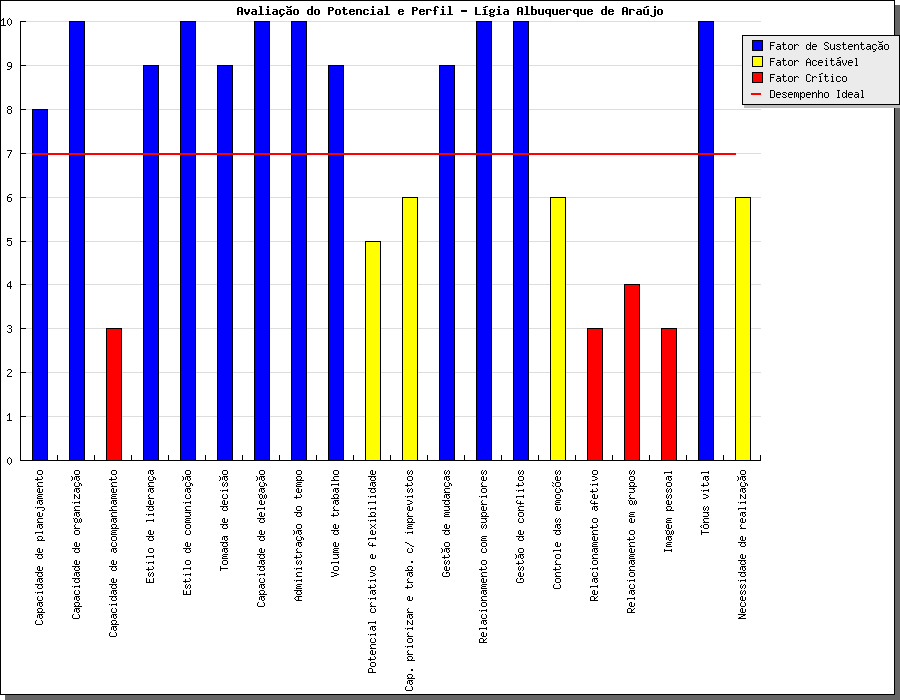 Avaliação do Potencial e Perfil - Lígia Albuquerque de Araújo
Fator de Sustentação
Fator Aceitável
Fator Crítico
Desempenho Ideal
10
9
8
7
6
5
4
3
2
1
0
Capacidade de planejamento
Capacidade de organização
Capacidade de acompanhamento
Estilo de liderança
Estilo de comunicação
Tomada de decisão
Capacidade de delegação
Administração do tempo
Volume de trabalho
Potencial criativo e flexibilidade
Cap. priorizar e trab. c/ imprevistos
Gestão de mudanças
Relacionamento com superiores
Gestão de conflitos
Controle das emoções
Relacionamento afetivo
Relacionamento em grupos
Imagem pessoal
Tônus vital
Necessidade de realização